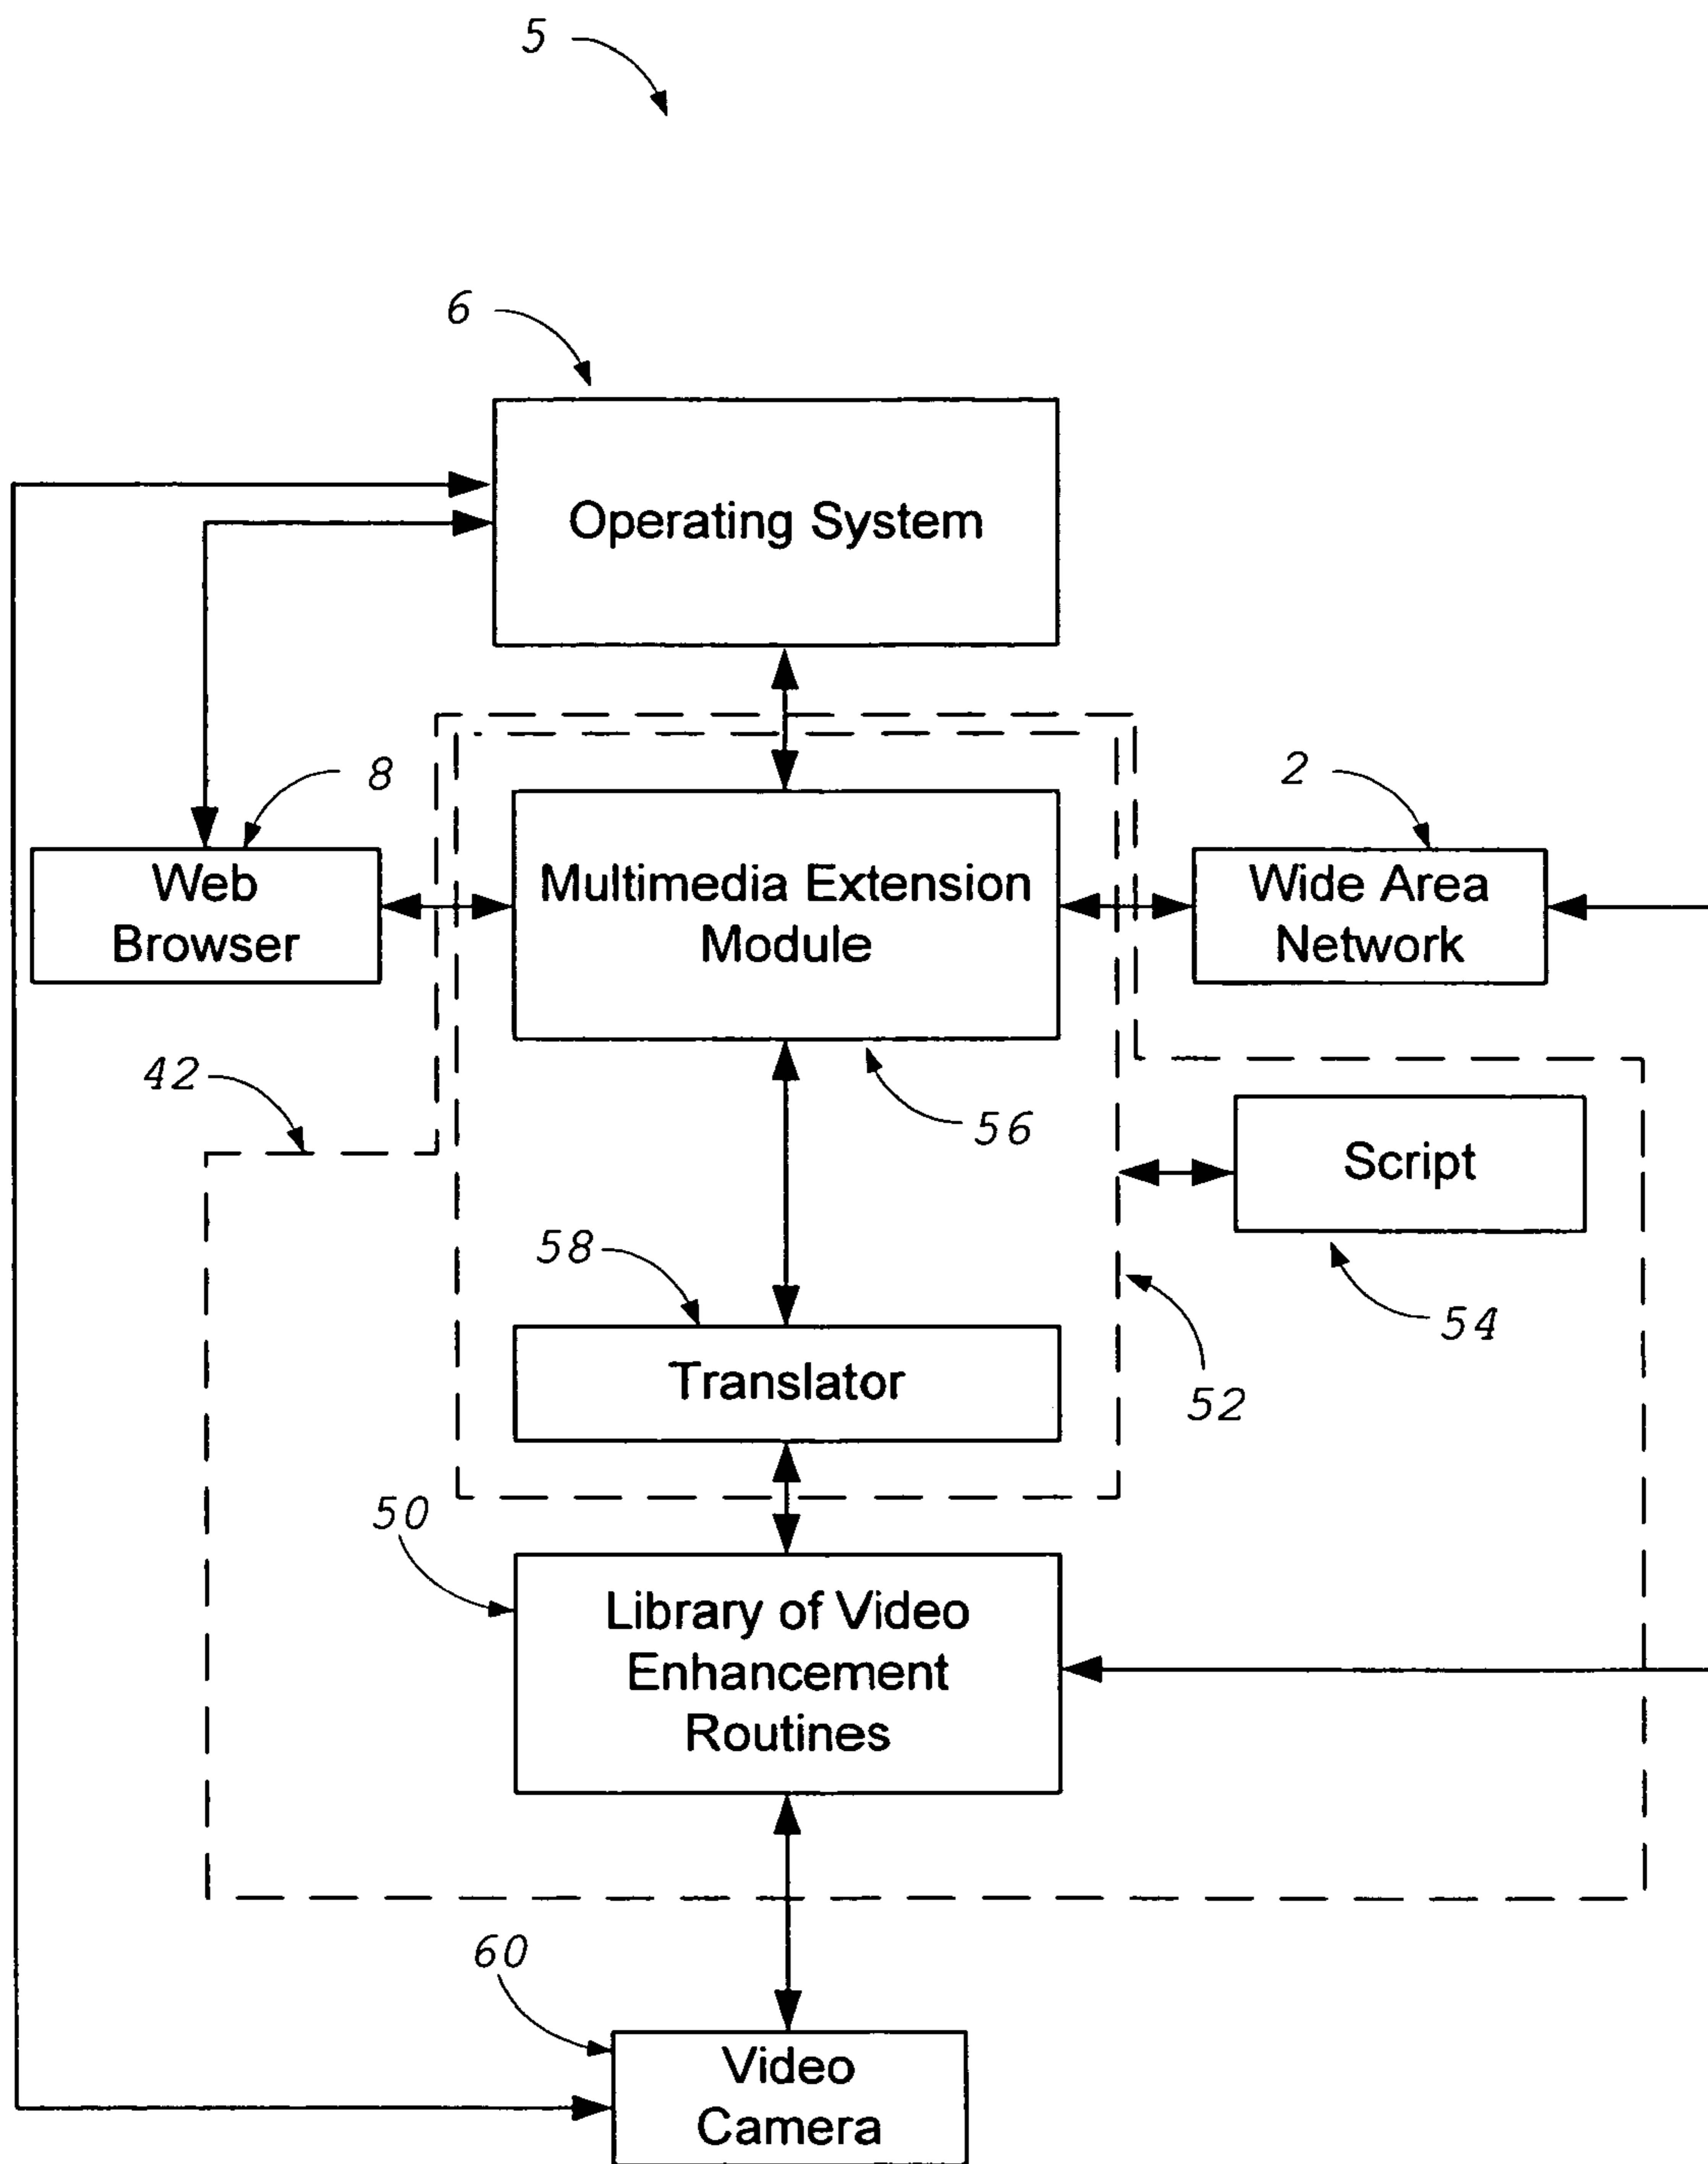 5
6
Operating System
8
2
Web
Browser
Multimedia Extension
Module
Wide Area
Network
42
56
Script
58
54
Translator
52
50
Library of Video
Enhancement
Routines
60
Video
Camera